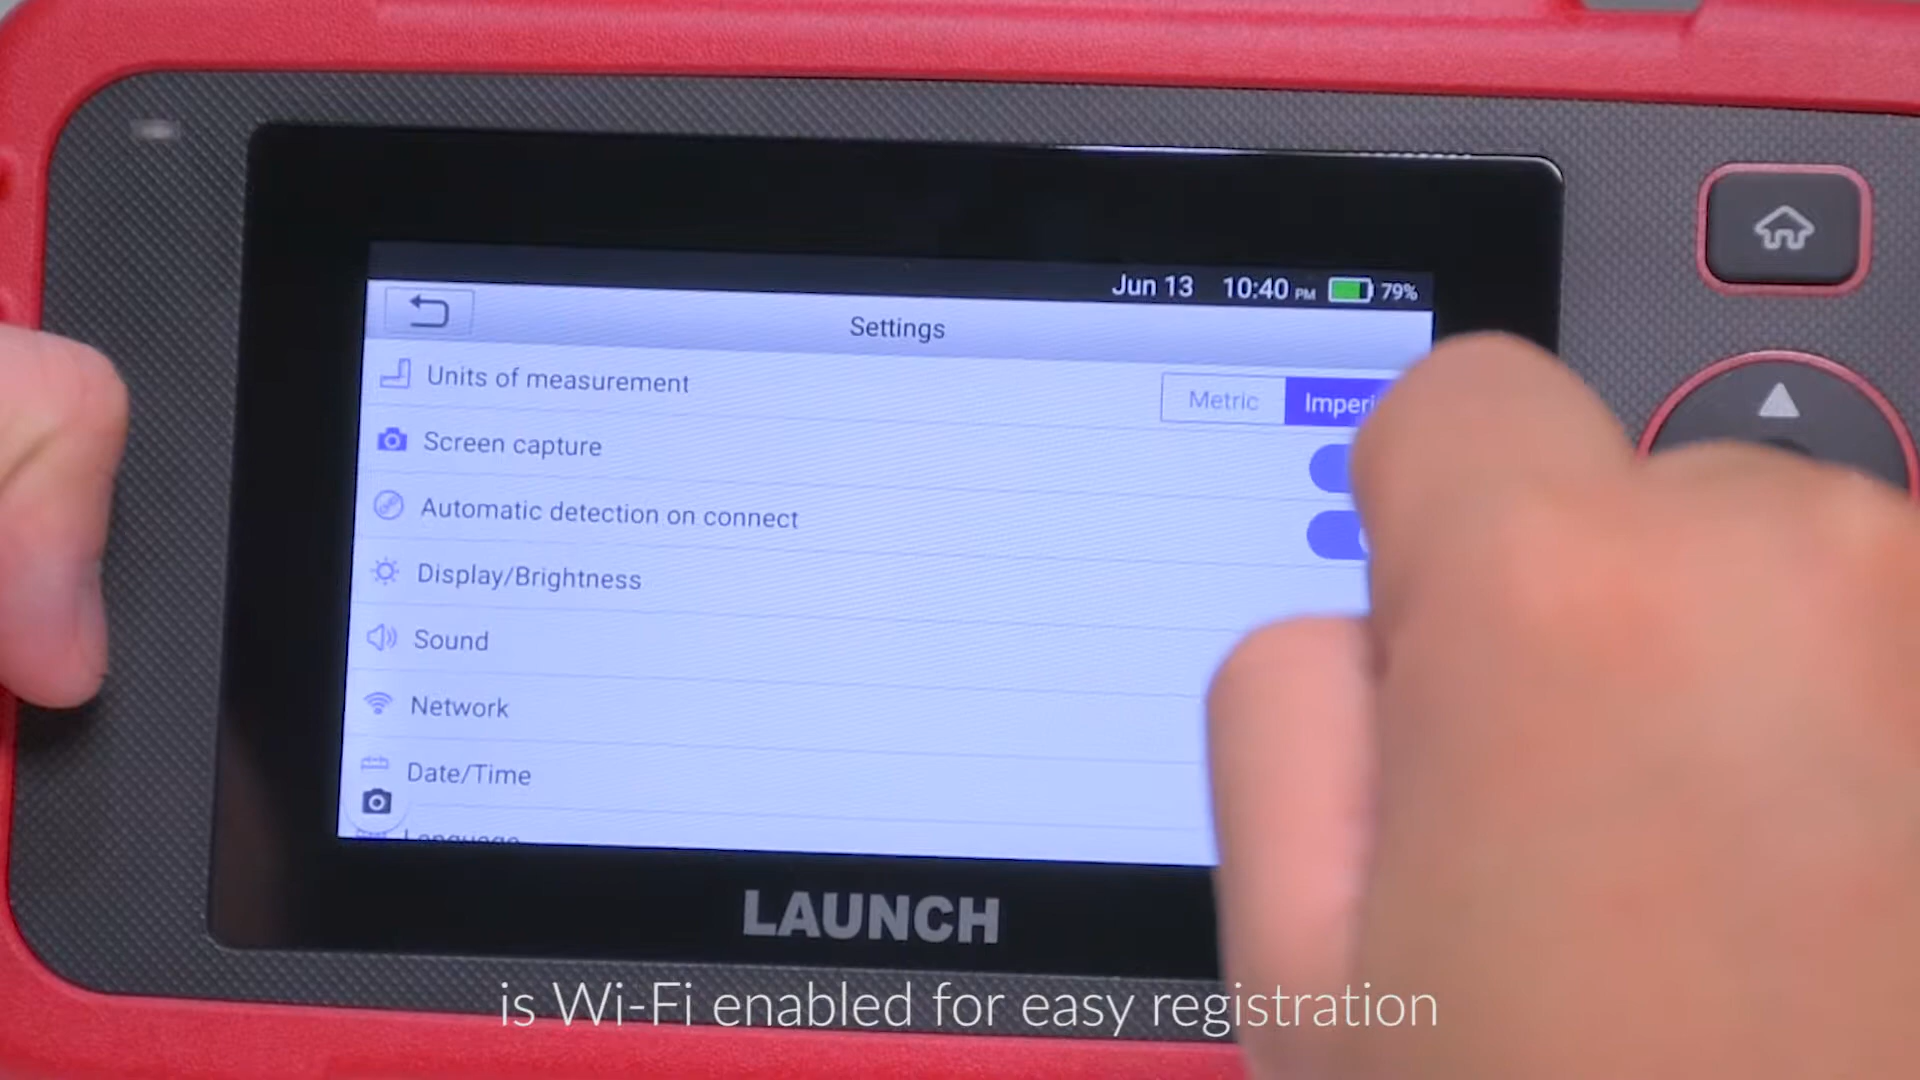 Jun 13 10:40 PM 79%
Settings
Units of measurement
Metric
Imperi
Screen capture
Automatic detection on connect
Display/Brightness
Sound
Network
Date/Time
Language
LAUNCH
is Wi-Fi enabled for easy registration